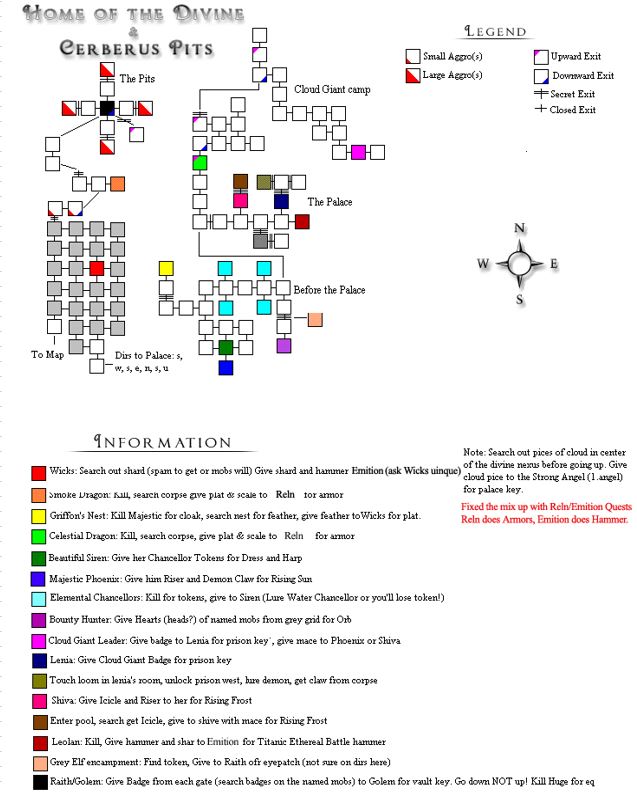 Home of the Divine
&
Cerberus Pits
Legend
Small Aggro(s)
Upward Exit
Large Aggro(s)
Downward Exit
Secret Exit
Closed Exit
The Pits
Cloud Giant camp
The Palace
Before the Palace
N
W
E
S
To Map
Dirs to Palace: s,
w, s, e, n, s, u
Information
Wicks: Search out shard (spam to get or mobs will) Give shard and hammer Emition (ask Wicks uinque)
Smoke Dragon: Kill, search corpse give plat & scale to Reln for armor
Griffon's Nest: Kill Majestic for cloak, search nest for feather, give feather to Wicks for plat.
Celestial Dragon: Kill, search corpse, give plat & scale to Reln for armor
Beautiful Siren: Give her Chancellor Tokens for Dress and Harp
Majestic Phoenix: Give him Riser and Demon Claw for Rising Sun
Elemental Chancellors: Kill for tokens, give to Siren (Lure Water Chancellor or you'll lose token!)
Bounty Hunter: Give Hearts (heads?) of named mobs from grey grid for Orb
Cloud Giant Leader: Give badge to Lenia for prison key', give mace to Phoenix or Shiva
Lenia: Give Cloud Giant Badge for prison key
Touch loom in lenia's room, unlock prison west, lure demon, get claw from corpse
Shiva: Give Icicle and Riser to her for Rising Frost
Enter pool, search get Icicle, give to shive with mace for Rising Frost
Leolan: Kill, Give hammer and shar to Emition for Titanic Ethereal Battle hammer
Grey Elf encampment: Find token, Give to Raith ofr eyepatch (not sure on dirs here)
Raith/Golem: Give Badge from each gate (search badges on the named mobs) to Golem for vault key. Go down NOT up! Kill Huge for eq
Note: Search out pices of cloud in center
of the divine nexus before going up. Give
cloud pice to the Strong Angel (1.angel)
for palace key.
Fixed the mix up with Reln/Emition Quests
Reln does Armors, Emition does Hammer.